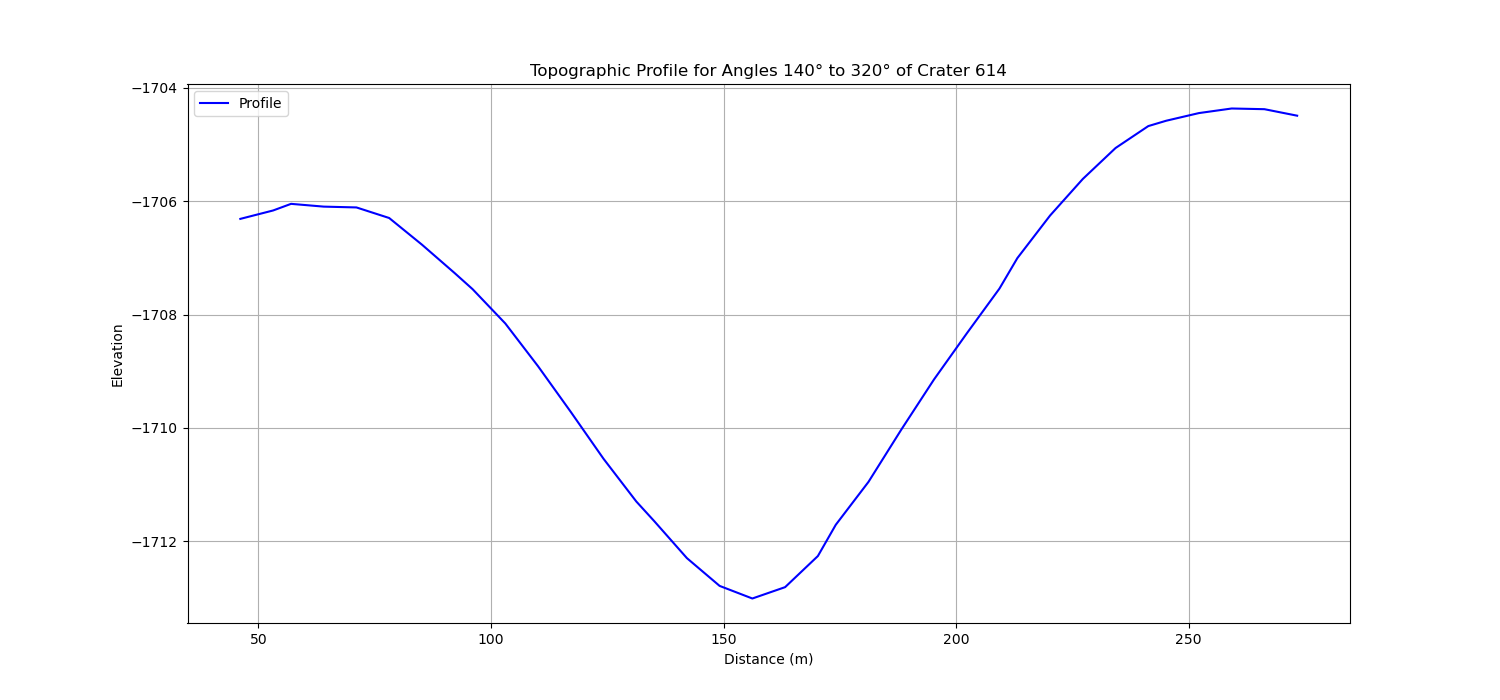 Topographic Profile for Angles 140° to 320° of Crater 614
Profile
−1704
−1706
−1708
−1710
−1712
Elevation
50 100 150 200 250
Distance (m)